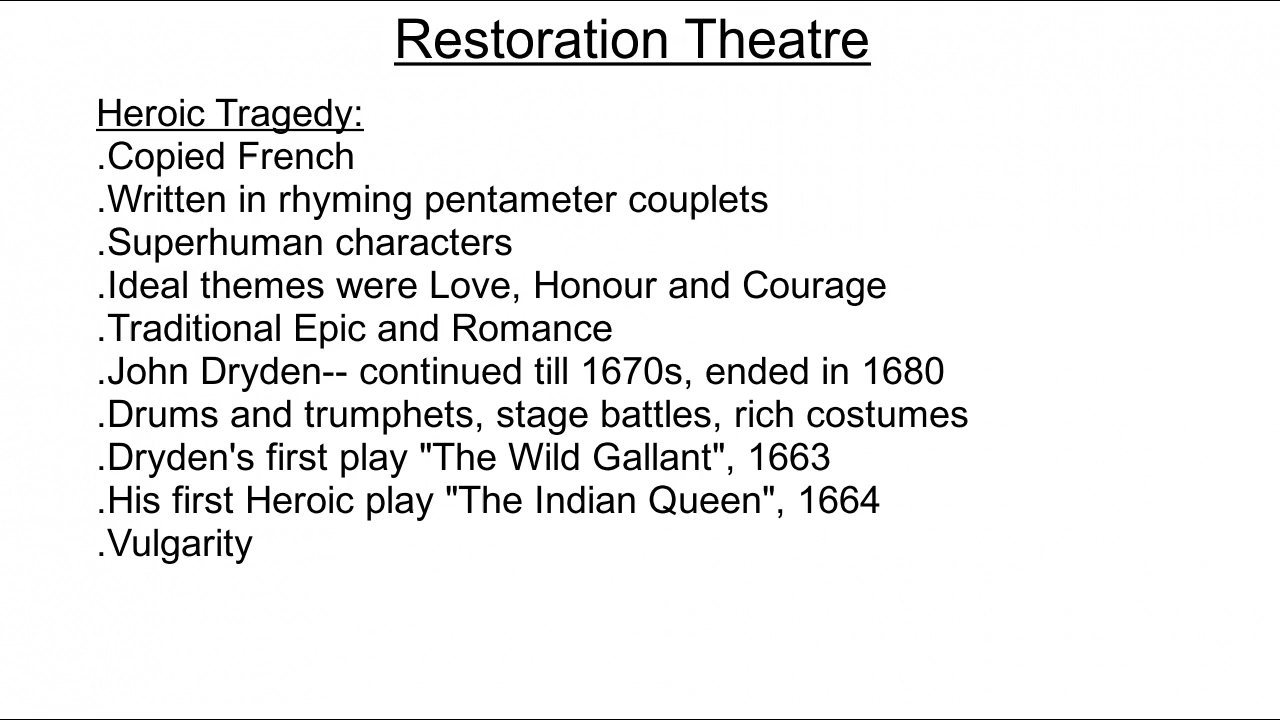 Restoration Theatre
Heroic Tragedy:
.Copied French
.Written in rhyming pentameter couplets
.Superhuman characters
.Ideal themes were Love, Honour and Courage
.Traditional Epic and Romance
.John Dryden-- continued till 1670s, ended in 1680
.Drums and trumphets, stage battles, rich costumes
.Dryden's first play "The Wild Gallant", 1663
.His first Heroic play "The Indian Queen", 1664
.Vulgarity